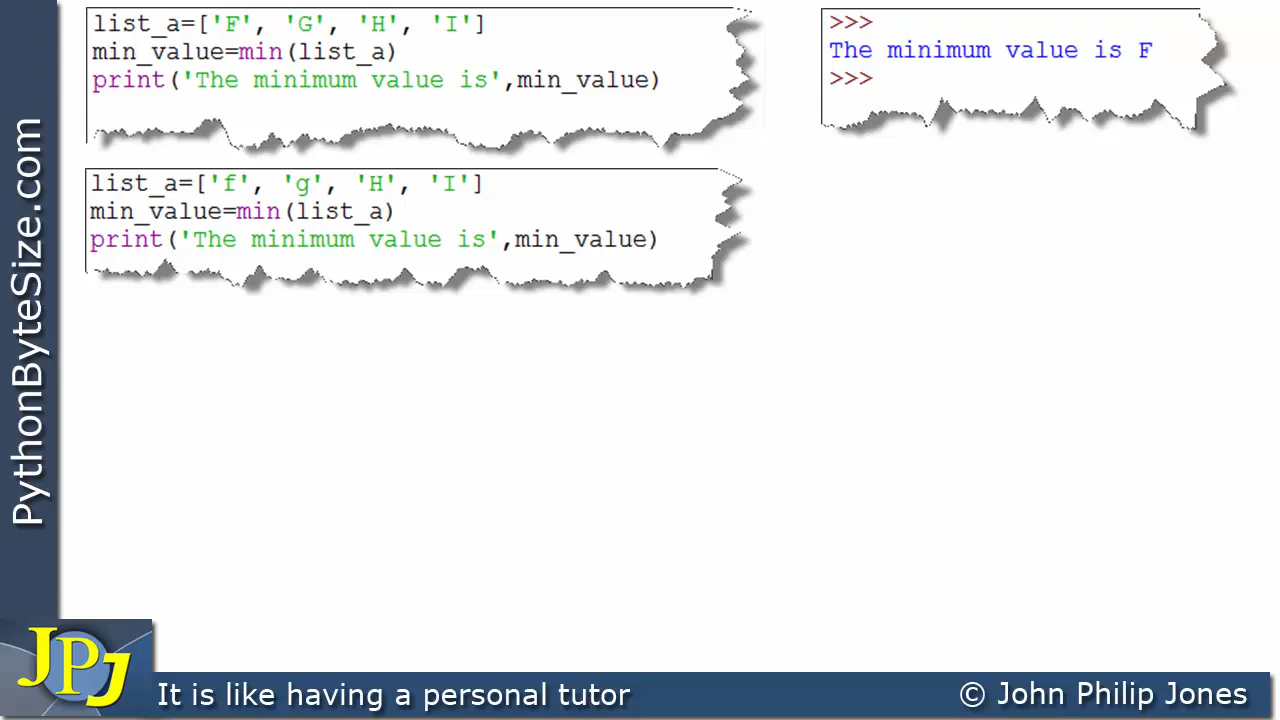 list_a=['F', 'G', 'H', 'I']
min_value=min(list_a)
print('The minimum value is',min_value)
>>>
The minimum value is F
>>>
list_a=['f', 'g', 'H', 'I']
min_value=min(list_a)
print('The minimum value is',min_value)
PythonByteSize.com
JPJ
It is like having a personal tutor
© John Philip Jones